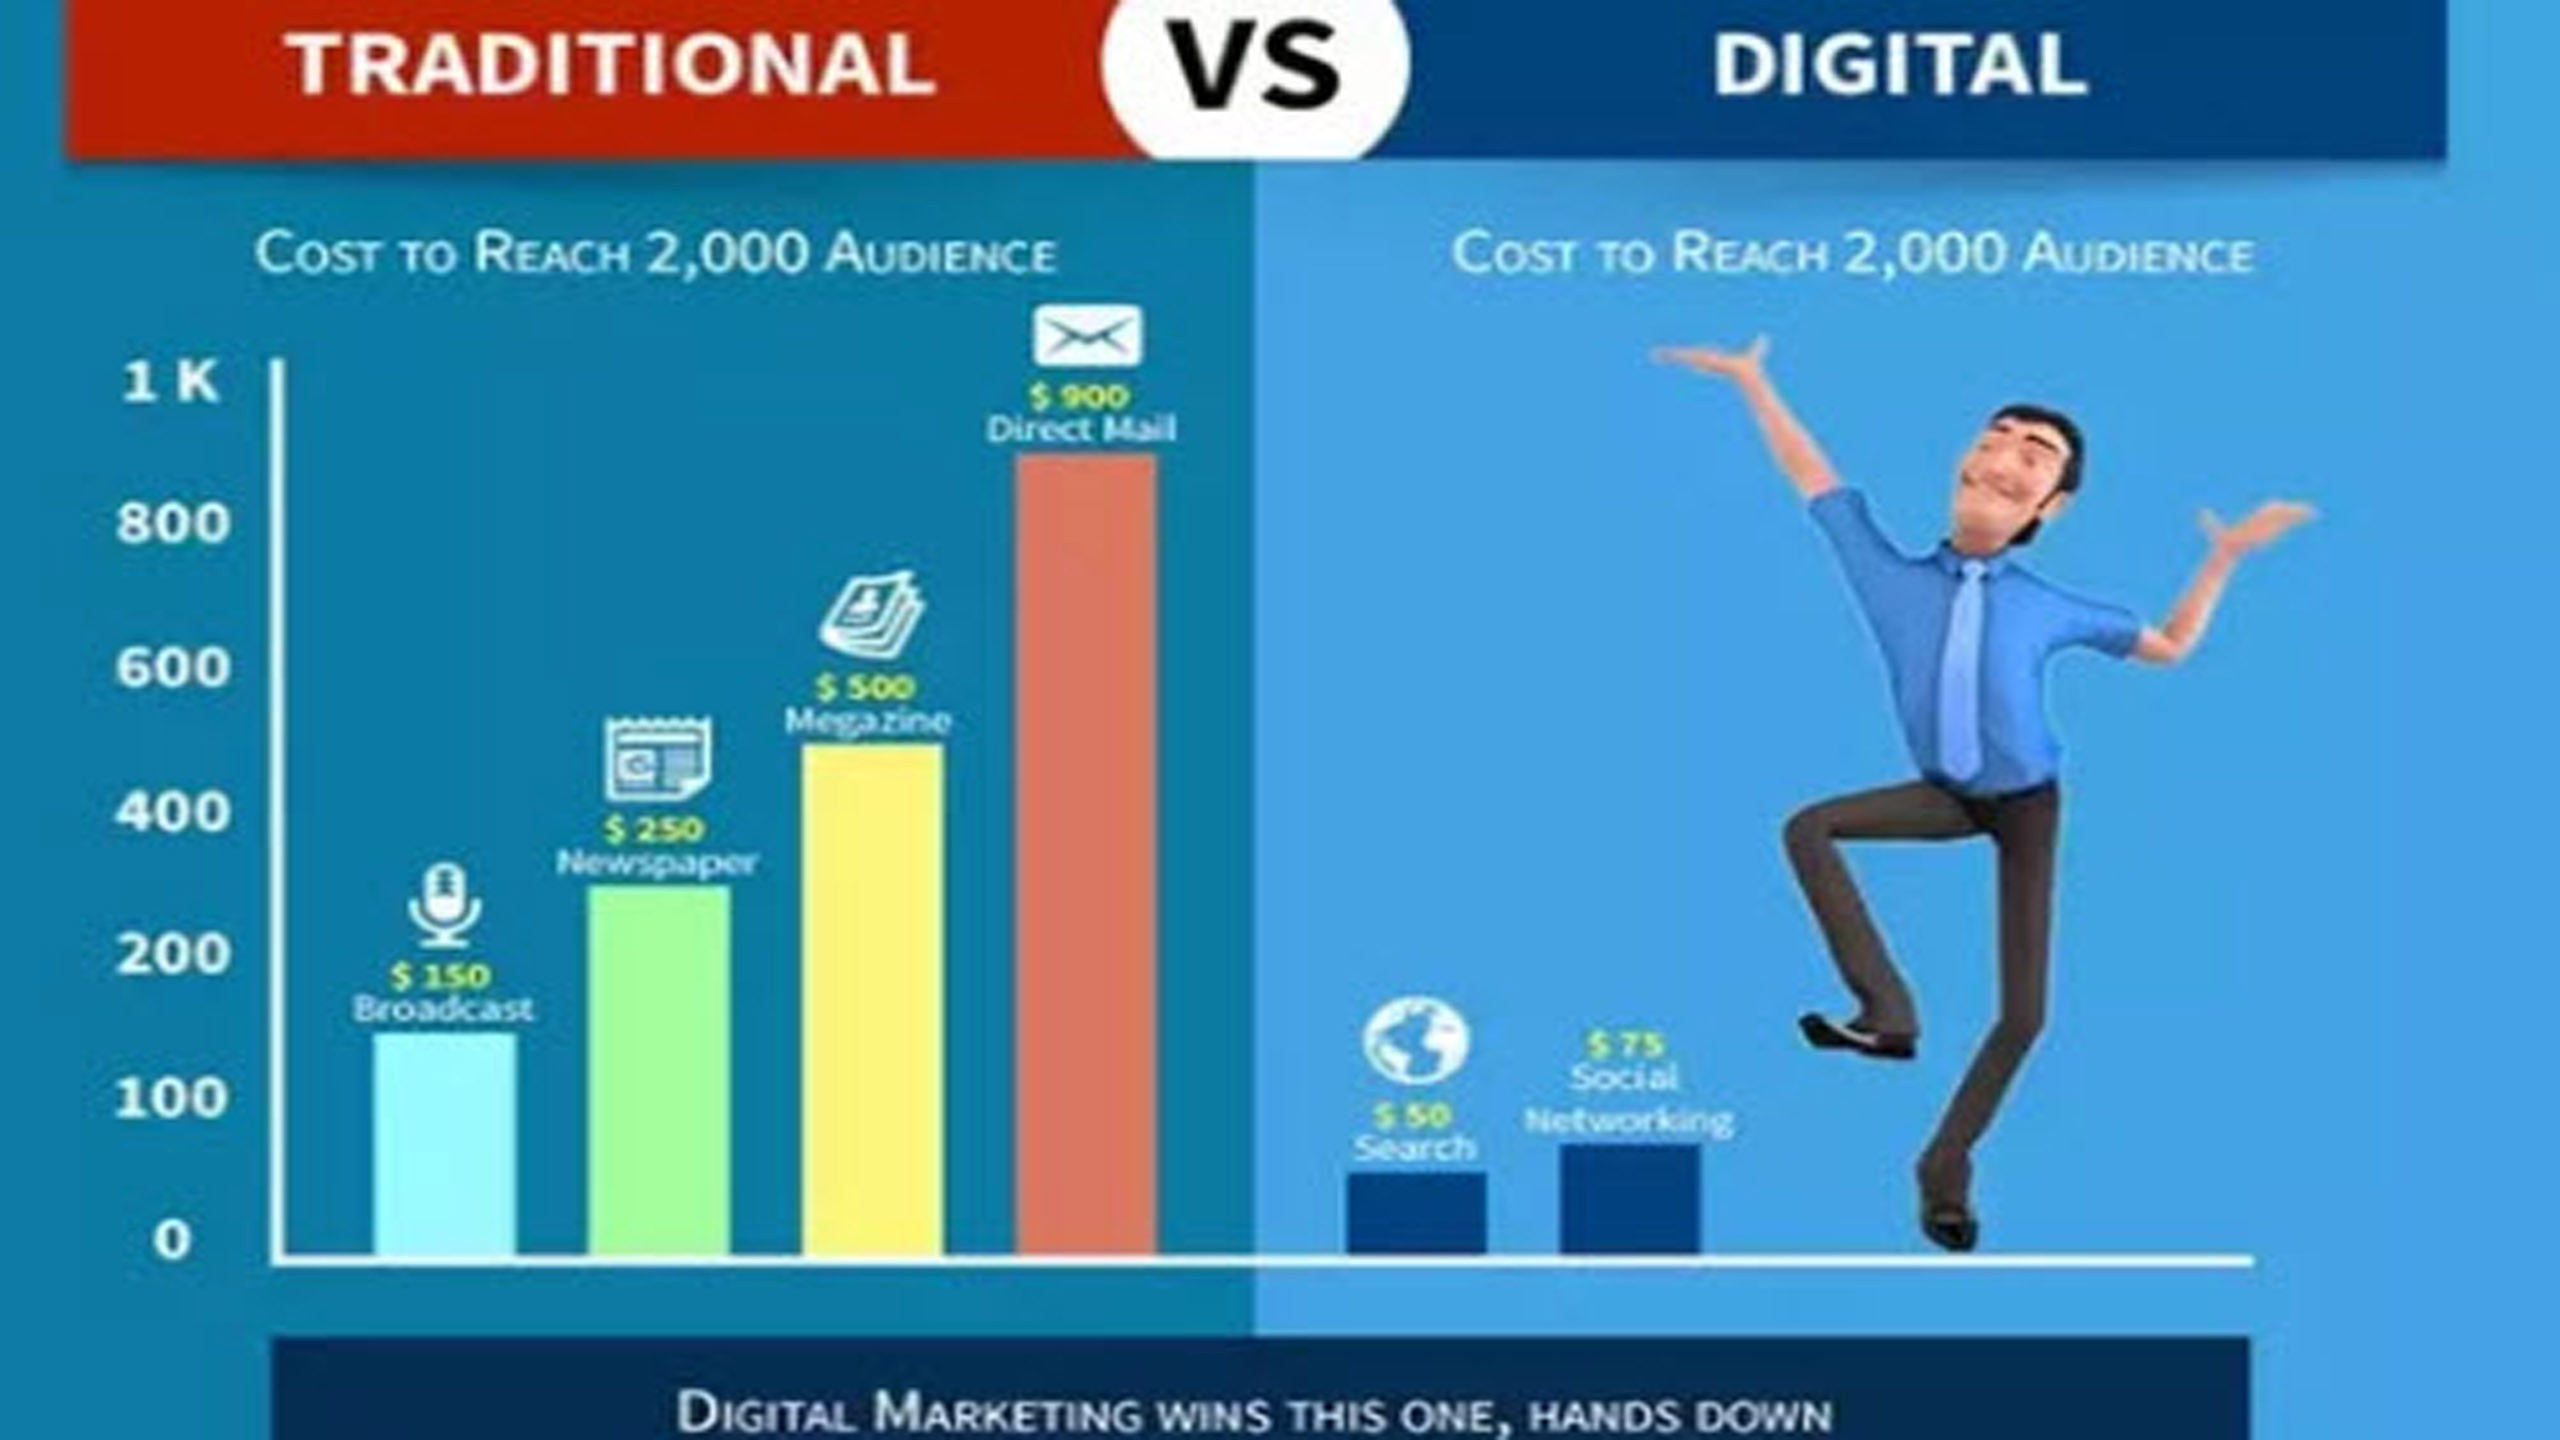 TRADITIONAL
VS
DIGITAL
COST TO REACH 2,000 AUDIENCE
COST TO REACH 2,000 AUDIENCE
1 K
800
600
400
200
100
0
$ 150
Broadcast
$ 250
Newspaper
$ 500
Megazine
$ 900
Direct Mail
$ 50
Search
$ 75
Social
Networking
DIGITAL MARKETING WINS THIS ONE, HANDS DOWN